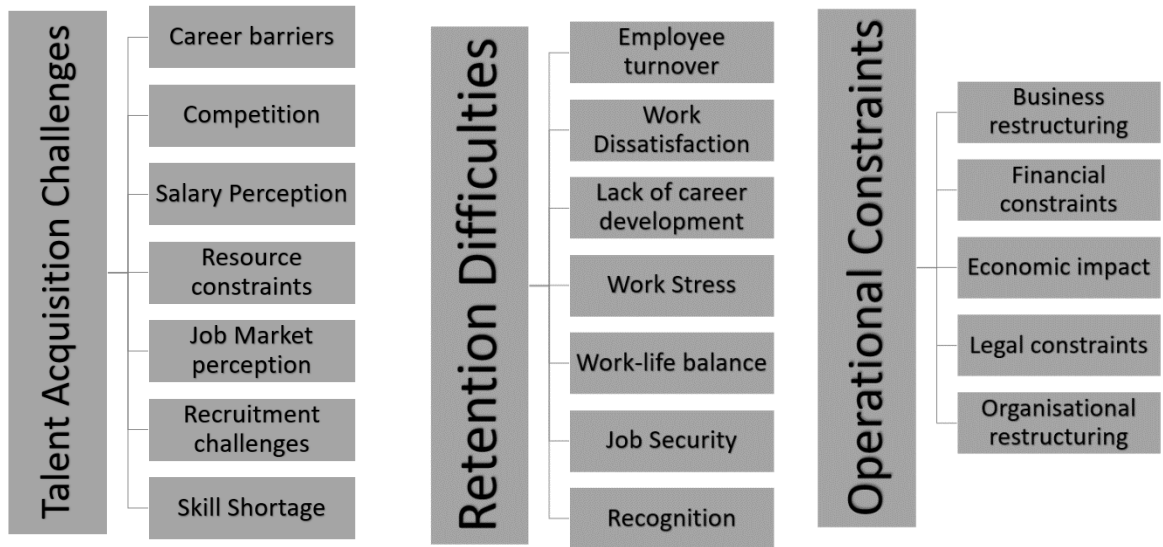 Talent Acquisition Challenges
Career barriers
Competition
Salary Perception
Resource
constraints
Job Market
perception
Recruitment
challenges
Skill Shortage
Retention Difficulties
Employee
turnover
Work
Dissatisfaction
Lack of career
development
Work Stress
Work-life balance
Job Security
Recognition
Operational Constraints
Business
restructuring
Financial
constraints
Economic impact
Legal constraints
Organisational
restructuring